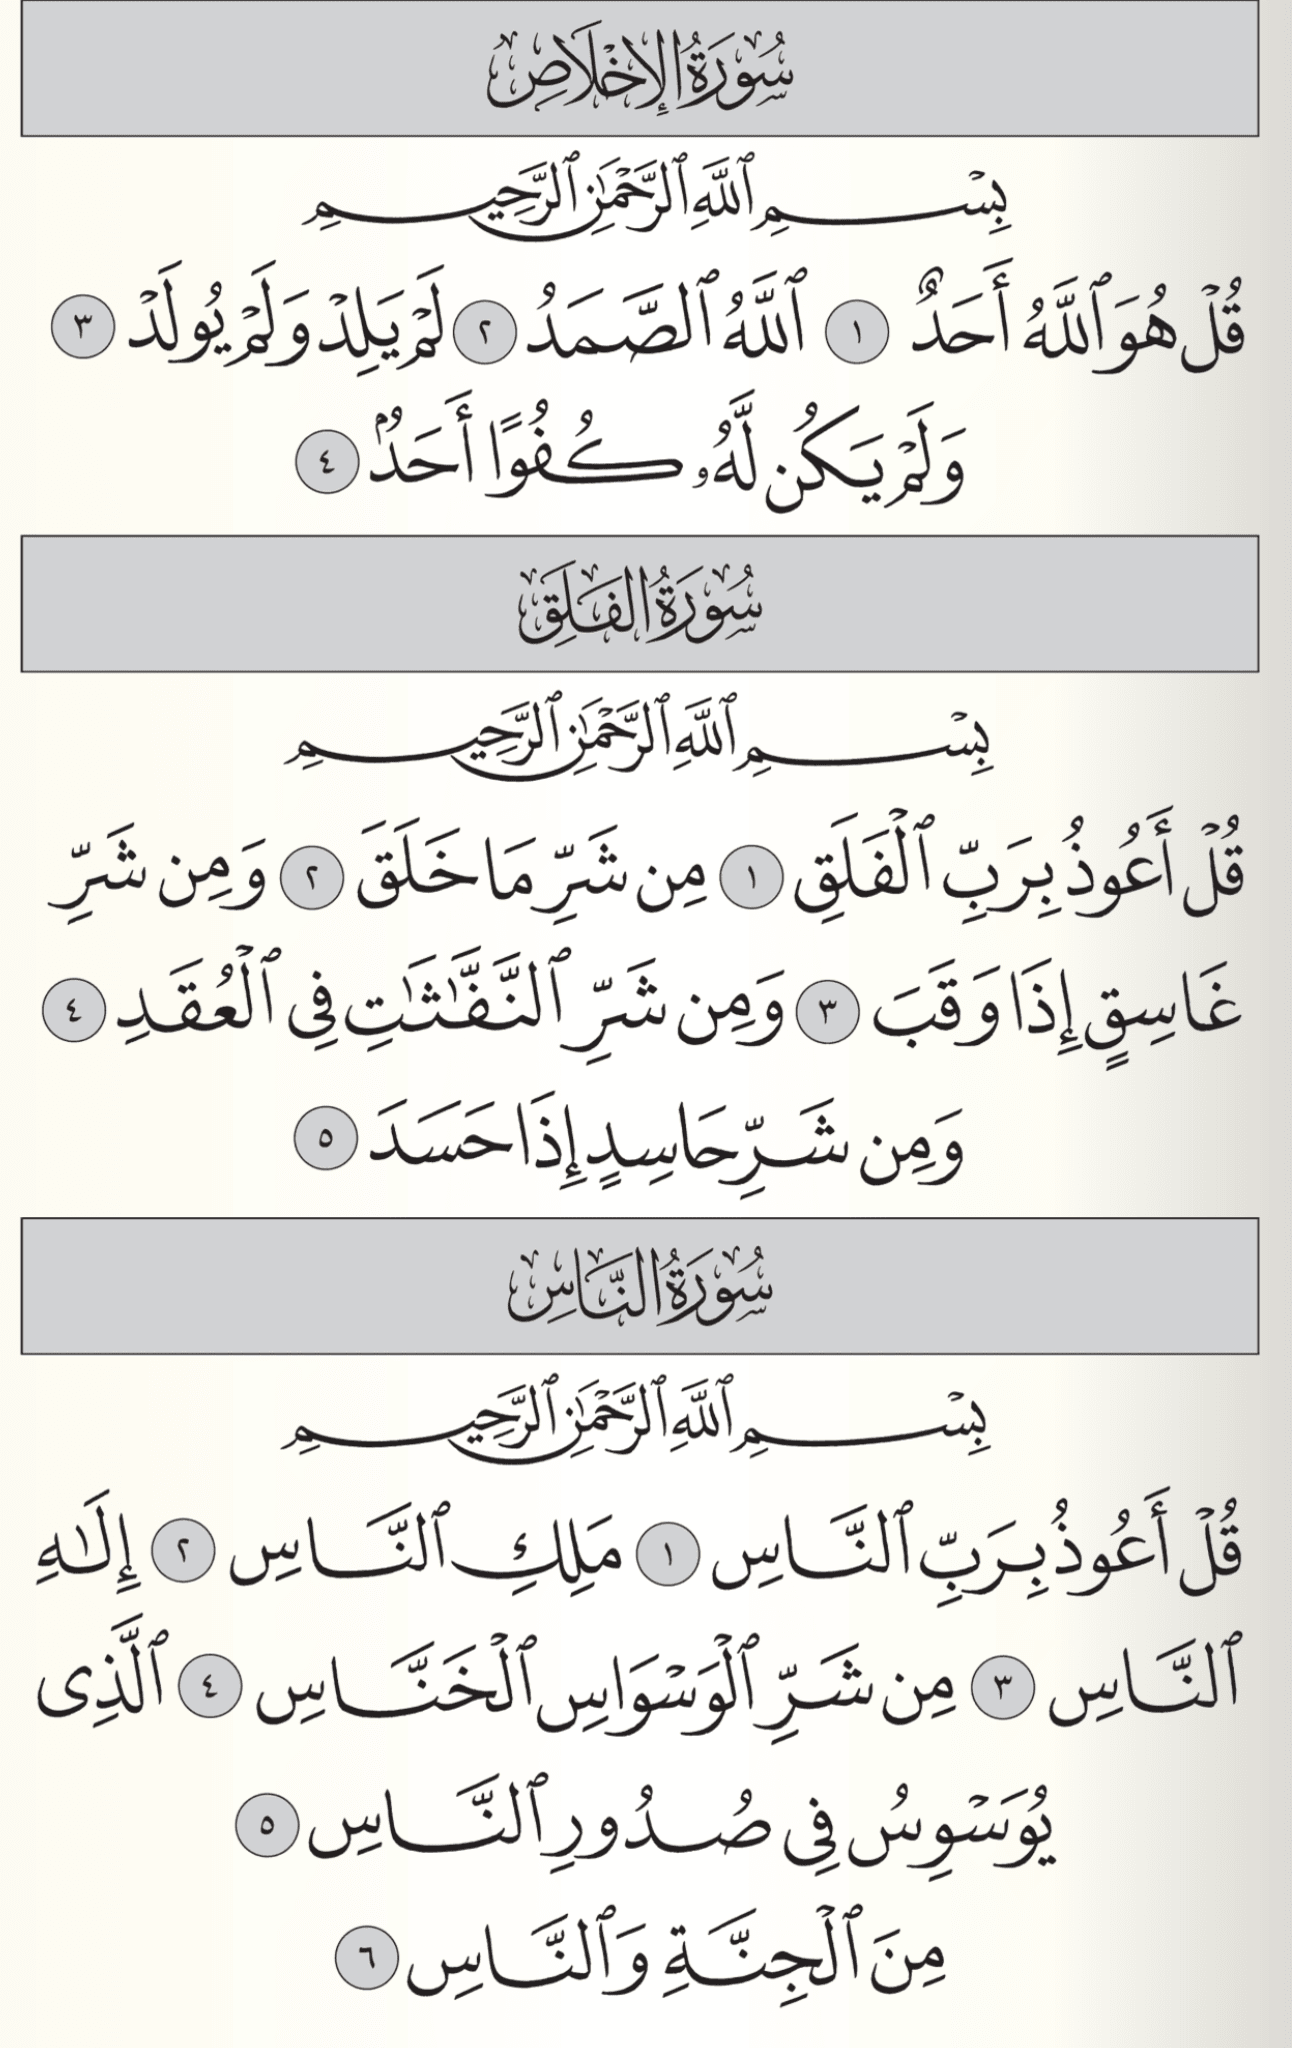 سُورَةُ الإِخْلَاصِ
بِسْمِ ٱللَّهِ ٱلرَّحْمَٰنِ ٱلرَّحِيمِ
قُلْ هُوَ ٱللَّهُ أَحَدٌ ١ ٱللَّهُ ٱلصَّمَدُ ٢ لَمْ يَلِدْ وَلَمْ يُولَدْ ٣
وَلَمْ يَكُن لَّهُۥ كُفُوًا أَحَدٌۢ ٤
سُورَةُ الفَلَقِ
بِسْمِ ٱللَّهِ ٱلرَّحْمَٰنِ ٱلرَّحِيمِ
قُلْ أَعُوذُ بِرَبِّ ٱلْفَلَقِ ١ مِن شَرِّ مَا خَلَقَ ٢ وَمِن شَرِّ
غَاسِقٍ إِذَا وَقَبَ ٣ وَمِن شَرِّ ٱلنَّفَّٰثَٰتِ فِى ٱلْعُقَدِ ٤
وَمِن شَرِّ حَاسِدٍ إِذَا حَسَدَ ٥
سُورَةُ النَّاسِ
بِسْمِ ٱللَّهِ ٱلرَّحْمَٰنِ ٱلرَّحِيمِ
قُلْ أَعُوذُ بِرَبِّ ٱلنَّاسِ ١ مَلِكِ ٱلنَّاسِ ٢ إِلَٰهِ
ٱلنَّاسِ ٣ مِن شَرِّ ٱلْوَسْوَاسِ ٱلْخَنَّاسِ ٤ ٱلَّذِى
يُوَسْوِسُ فِى صُدُورِ ٱلنَّاسِ ٥
مِنَ ٱلْجِنَّةِ وَٱلنَّاسِ ٦